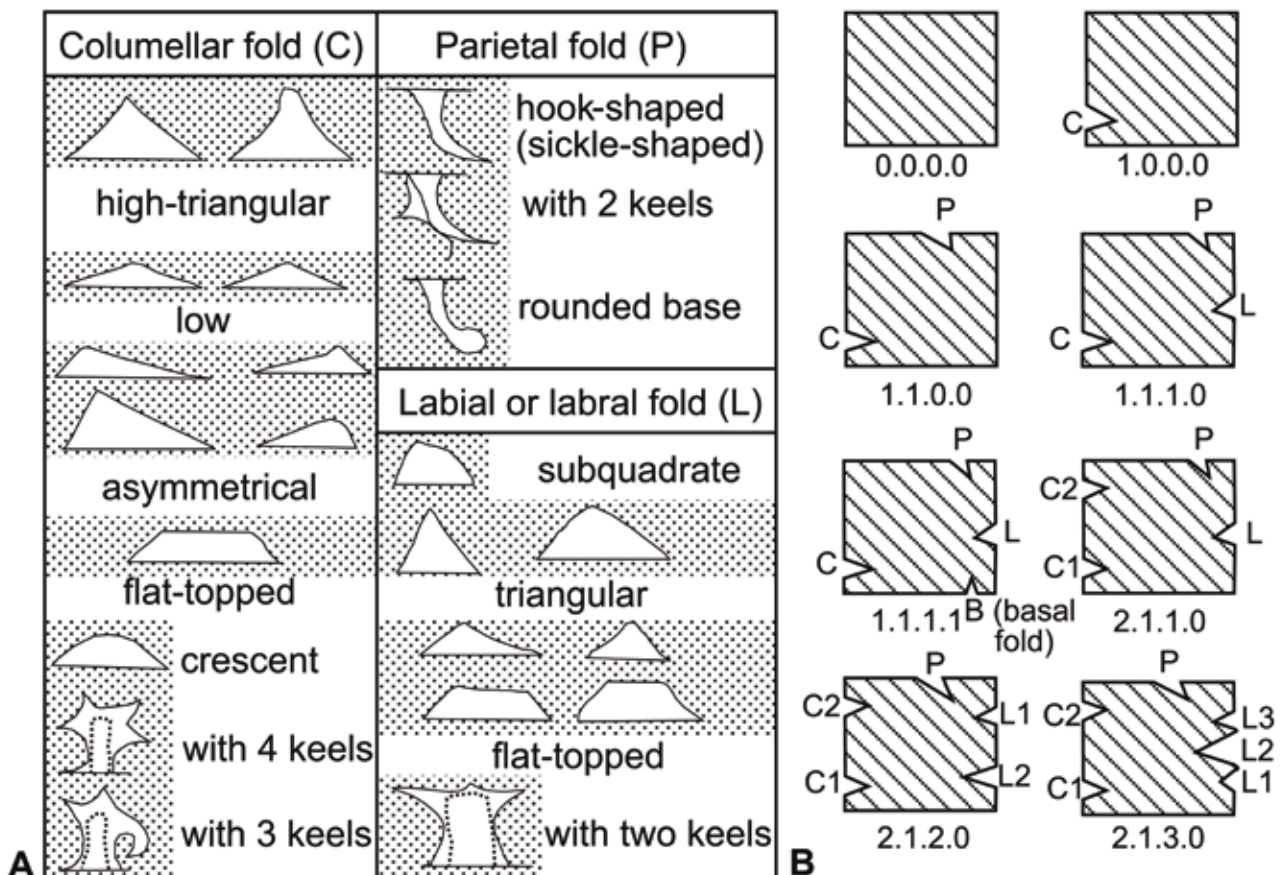 Columellar fold (C)
high-triangular
low
asymmetrical
flat-topped
crescent
with 4 keels
with 3 keels
Parietal fold (P)
hook-shaped
(sickle-shaped)
with 2 keels
rounded base
Labial or labral fold (L)
subquadrate
triangular
flat-topped
with two keels
A
0.0.0.0
C
1.0.0.0
P
C
1.1.0.0
P
C
L
1.1.1.0
P
C
L
1.1.1.1 B (basal
fold)
P
C2
C1
L
2.1.1.0
P
C2
L1
C1
L2
2.1.2.0
P
C2
L3
L2
C1
L1
2.1.3.0
B